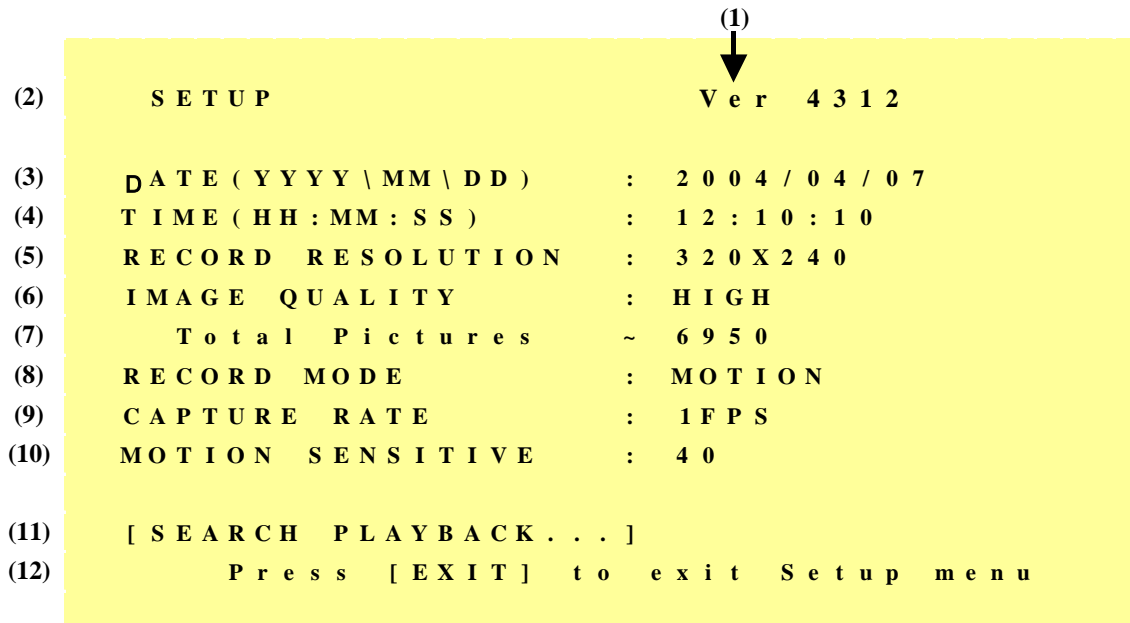 (1)
(2) SETUP Ver 4312
(3) DATE(YYYY\MM\DD) : 2004/04/07
(4) TIME(HH:MM:SS) : 12:10:10
(5) RECORD RESOLUTION : 320X240
(6) IMAGE QUALITY : HIGH
(7) Total Pictures ~ 6950
(8) RECORD MODE : MOTION
(9) CAPTURE RATE : 1FPS
(10) MOTION SENSITIVE : 40
(11) [SEARCH PLAYBACK...]
(12) Press [EXIT] to exit Setup menu